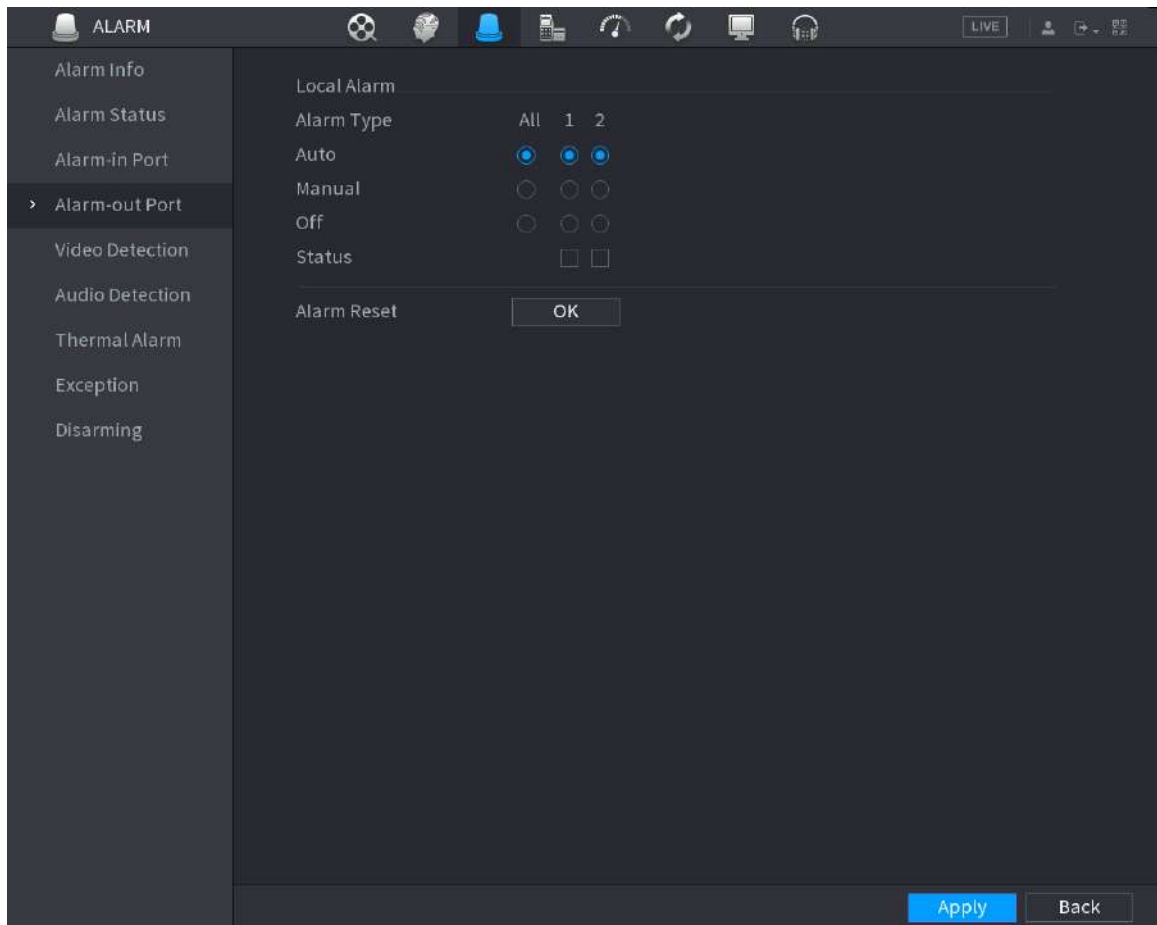 ALARM
LIVE
Alarm Info
Alarm Status
Alarm-in Port
Alarm-out Port
Video Detection
Audio Detection
Thermal Alarm
Exception
Disarming
Local Alarm
Alarm Type All 1 2
Auto
Manual
Off
Status
Alarm Reset OK
Apply Back